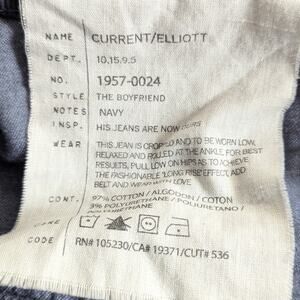 NAME CURRENT/ELLIOTT
DEPT. 10.15.9.5
NO. 1957-0024
STYLE THE BOYFRIEND
NOTES NAVY
INSP. HIS JEANS ARE NOW OURS
WEAR THIS JEAN IS CROPPED AND TO BE WORN LOW,
RELAXED AND ROLLED AT THE ANKLE. FOR BEST
RESULTS, PULL LOW ON HIPS AS TO ACHIEVE
THE FASHIONABLE 'LONG RISE' EFFECT. ADD
BELT AND WEAR WITH LOVE.
CONT. 97% COTTON / ALGODON / COTON
3% POLYURETHANE / POLIURETANO /
POLYURETHANE
CARE
CODE RN# 105230/CA# 19371/CUT# 536